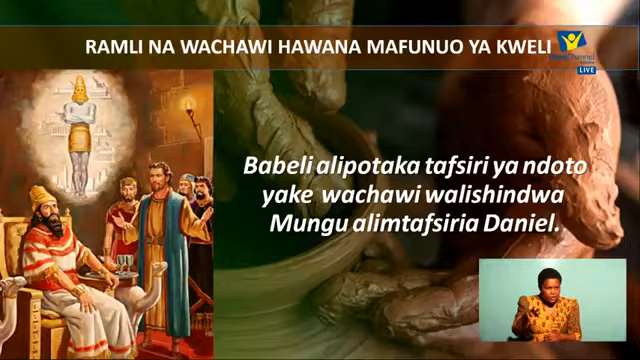 RAMLI NA WACHAWI HAWANA MAFUNUO YA KWELI
LIVE
Babeli alipotaka tafsiri ya ndoto
yake wachawi walishindwa
Mungu alimtafsiria Daniel.